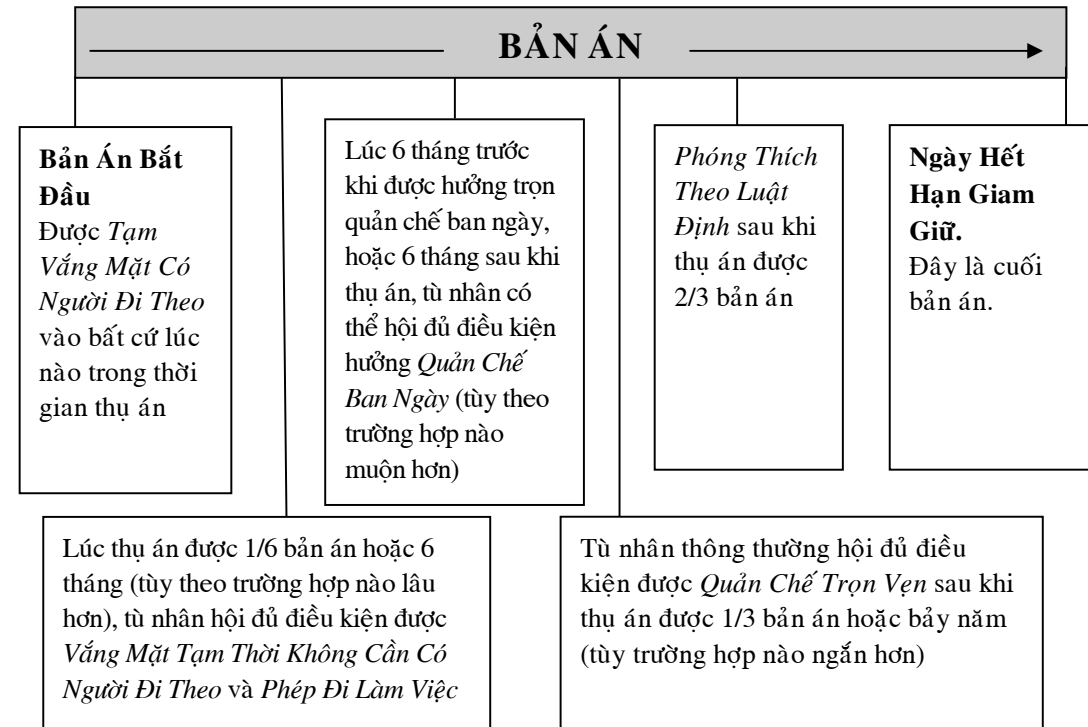 BẢN ÁN
Bản Án Bắt
Đầu
Được Tạm
Vắng Mặt Có
Người Đi Theo
vào bất cứ lúc
nào trong thời
gian thụ án
Lúc 6 tháng trước
khi được hưởng trọn
quản chế ban ngày,
hoặc 6 tháng sau khi
thụ án, tù nhân có
thể hội đủ điều kiện
hưởng Quản Chế
Ban Ngày (tùy theo
trường hợp nào
muộn hơn)
Phóng Thích
Theo Luật
Định sau khi
thụ án được
2/3 bản án
Ngày Hết
Hạn Giam
Giữ.
Đây là cuối
bản án.
Lúc thụ án được 1/6 bản án hoặc 6
tháng (tùy theo trường hợp nào lâu
hơn), tù nhân hội đủ điều kiện được
Vắng Mặt Tạm Thời Không Cần Có
Người Đi Theo và Phép Đi Làm Việc
Tù nhân thông thường hội đủ điều
kiện được Quản Chế Trọn Vẹn sau khi
thụ án được 1/3 bản án hoặc bảy năm
(tùy trường hợp nào ngắn hơn)